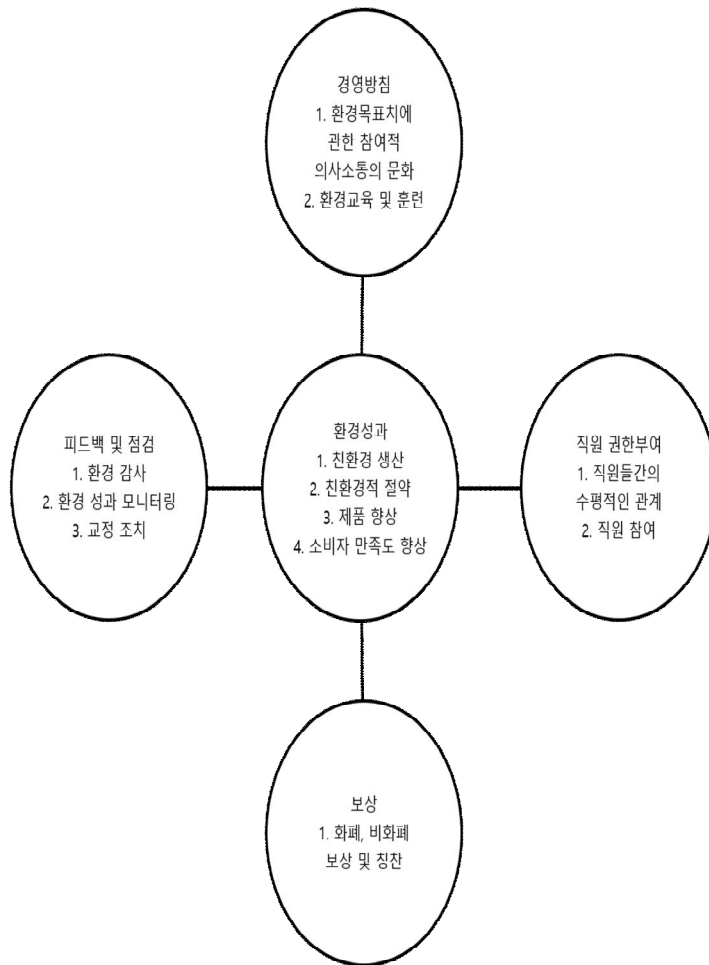 경영방침
1. 환경목표치에
관한 참여적
의사소통의 문화
2. 환경교육 및 훈련
피드백 및 점검
1. 환경 감사
2. 환경 성과 모니터링
3. 교정 조치
환경성과
1. 친환경 생산
2. 친환경적 절약
3. 제품 향상
4. 소비자 만족도 향상
직원 권한부여
1. 직원들간의
수평적인 관계
2. 직원 참여
보상
1. 화폐, 비화폐
보상 및 칭찬